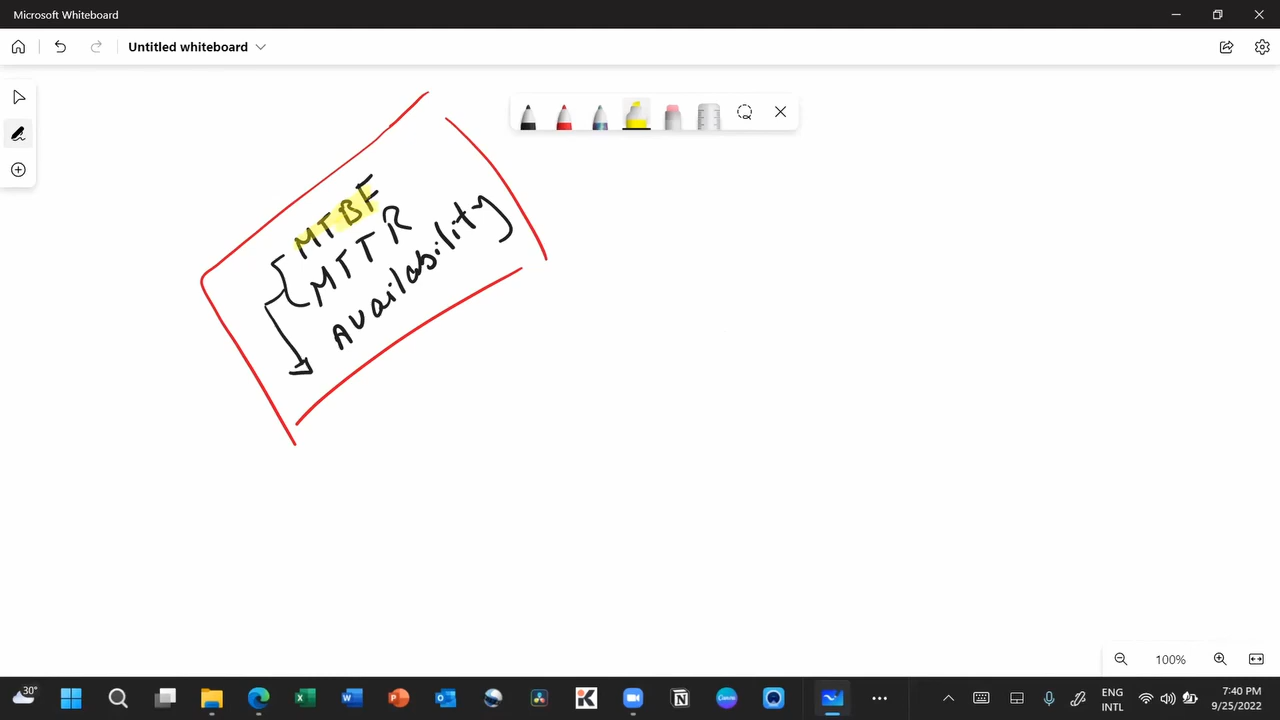 Microsoft Whiteboard
Untitled whiteboard
MTBF
MTTR
Availability
100%
30°
ENG
INTL
7:40 PM
9/25/2022